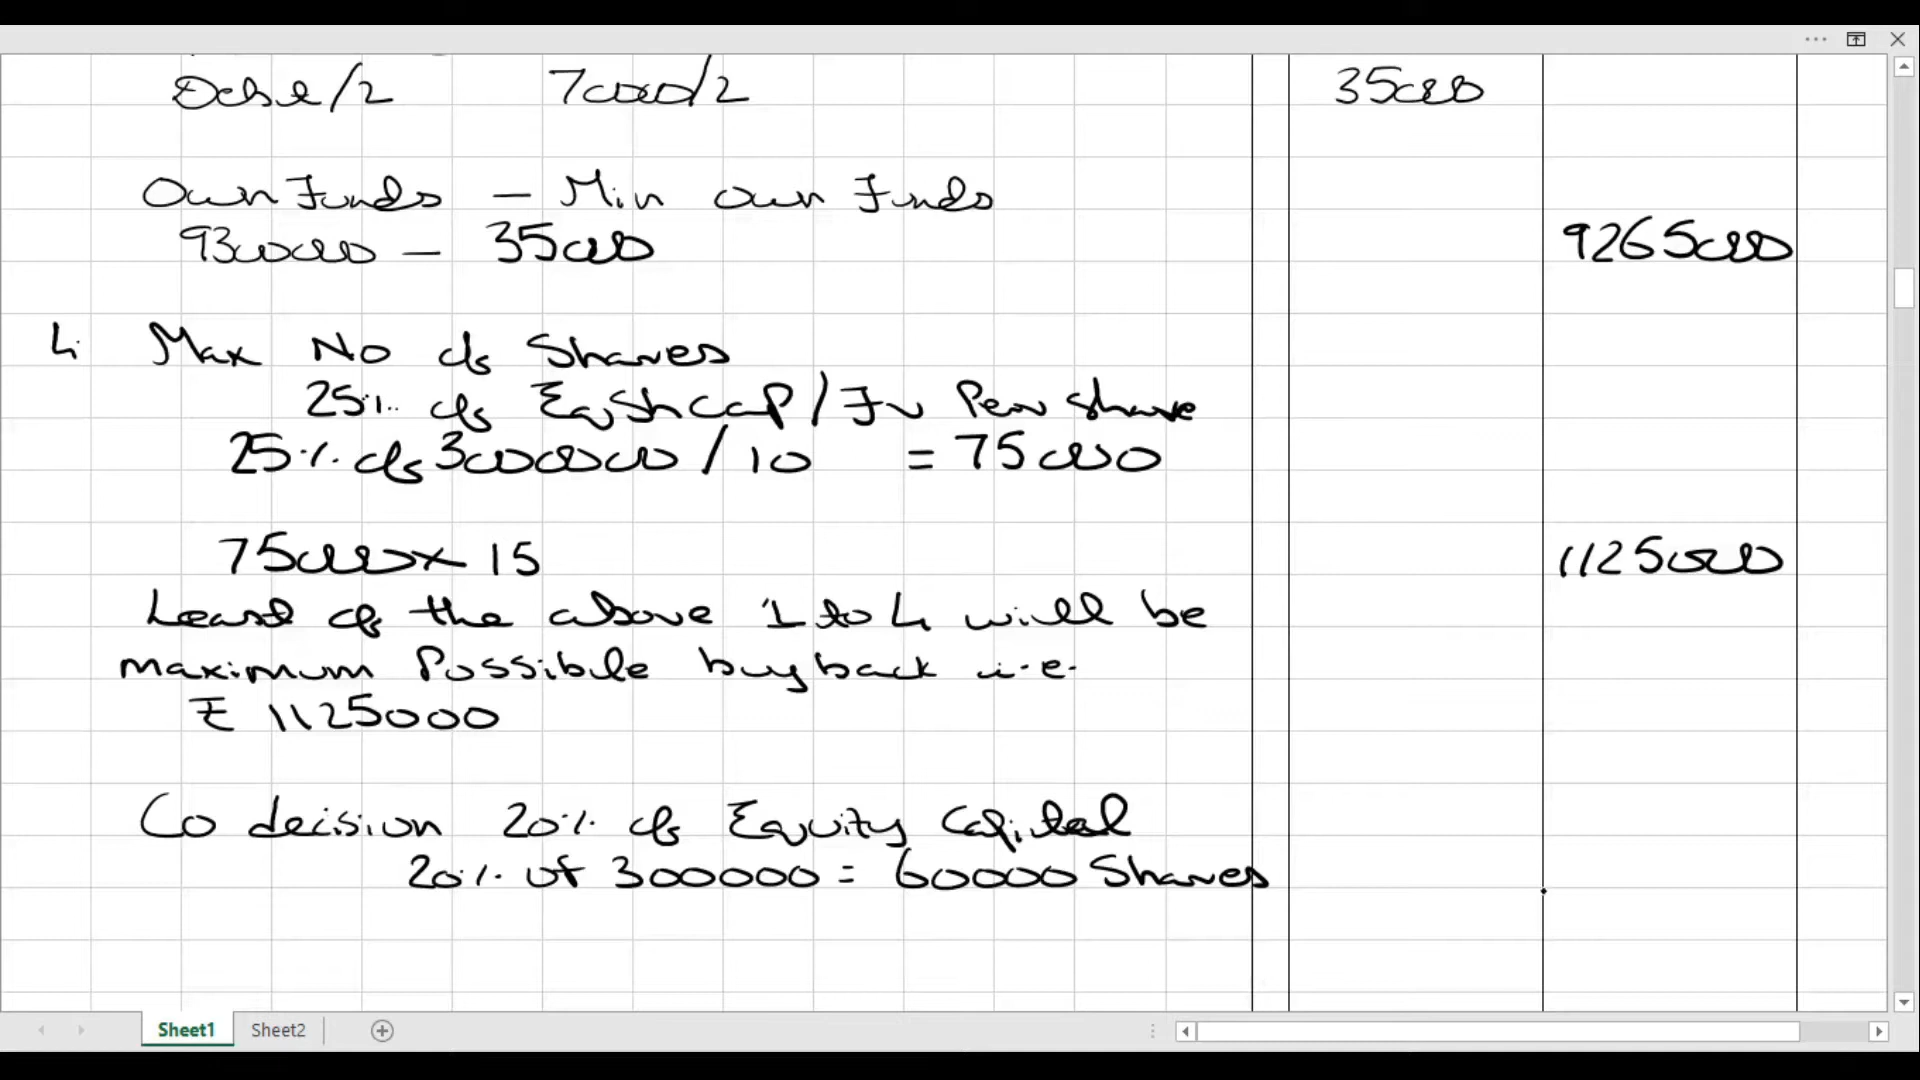 Debt/2 70000/2 35000
Own Funds - Min Own Funds
9300000 - 35000 9265000
4. Max No of Shares
25% of Eq Sh Cap / Fv Per Share
25% of 3000000 / 10 = 75000
75000 x 15 1125000
Least of the above 1 to 4 will be
maximum Possible buyback i.e.
₹ 1125000
Co decision 20% of Equity Capital
20% of 300000 = 60000 Shares
Sheet1 Sheet2